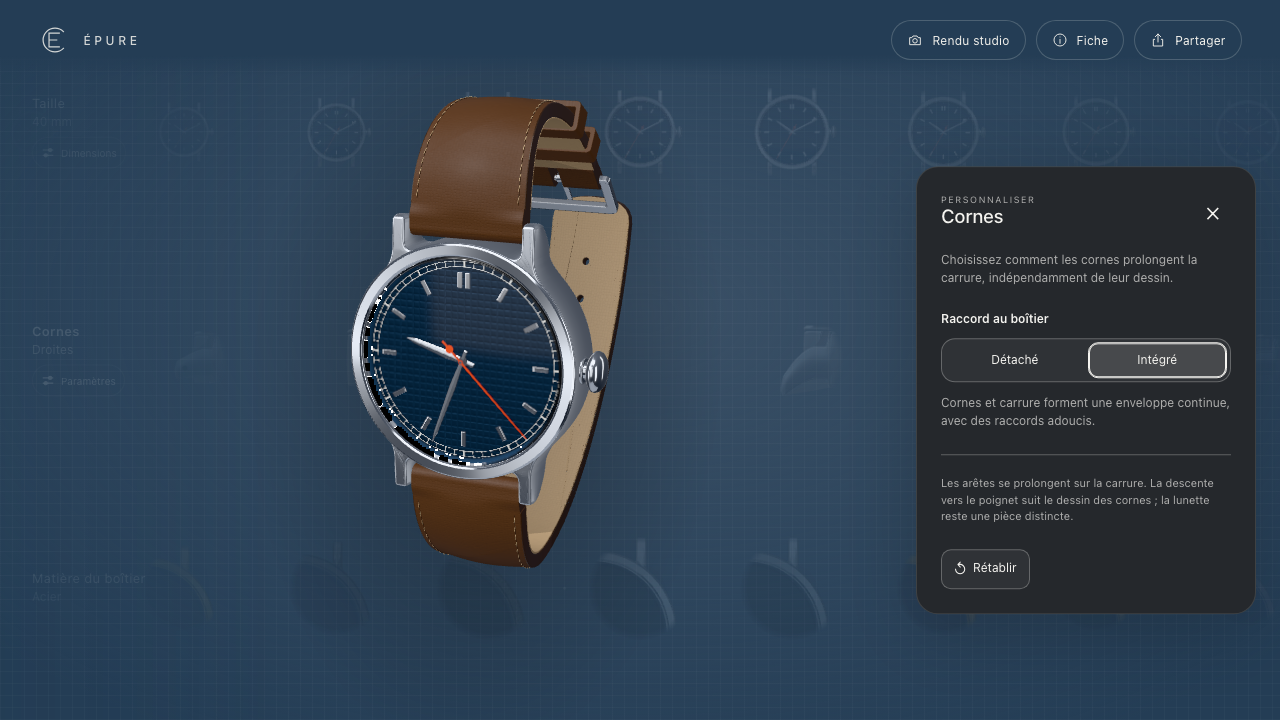 ÉPURE
Rendu studio
Fiche
Partager
Taille
40 mm
Dimensions
PERSONNALISER
Cornes
Choisissez comment les cornes prolongent la
carrure, indépendamment de leur dessin.
Raccord au boîtier
Détaché
Intégré
Cornes et carrure forment une enveloppe continue,
avec des raccords adoucis.
Les arêtes se prolongent sur la carrure. La descente
vers le poignet suit le dessin des cornes ; la lunette
reste une pièce distincte.
Rétablir
Cornes
Droites
Paramètres
Matière du boîtier
Acier